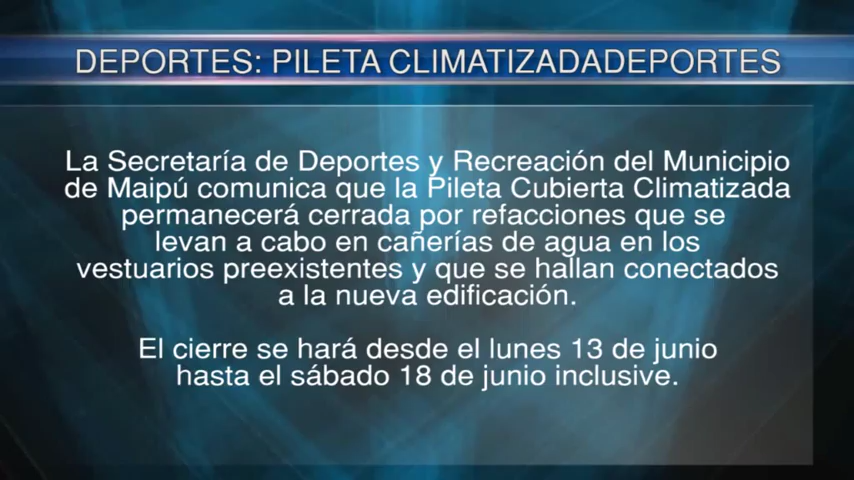 DEPORTES: PILETA CLIMATIZADADEPORTES
La Secretaría de Deportes y Recreación del Municipio
de Maipú comunica que la Pileta Cubierta Climatizada
permanecerá cerrada por refacciones que se
levan a cabo en cañerías de agua en los
vestuarios preexistentes y que se hallan conectados
a la nueva edificación.
El cierre se hará desde el lunes 13 de junio
hasta el sábado 18 de junio inclusive.